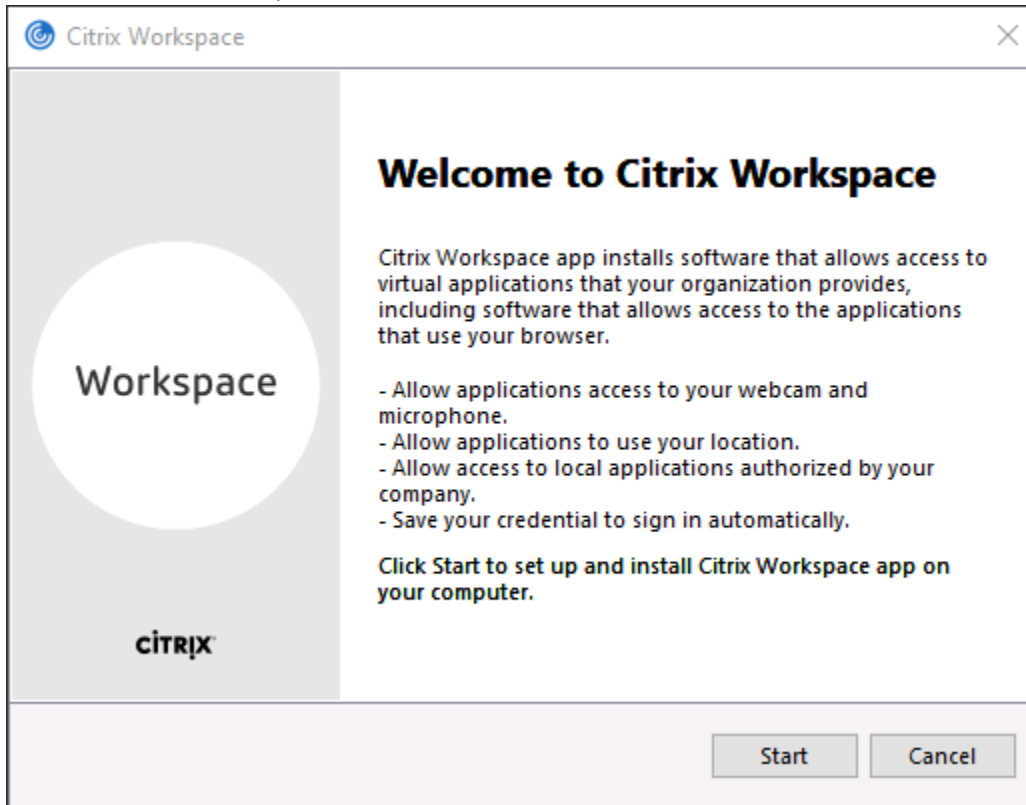 Citrix Workspace
Welcome to Citrix Workspace
Citrix Workspace app installs software that allows access to
virtual applications that your organization provides,
including software that allows access to the applications
that use your browser.
- Allow applications access to your webcam and
microphone.
- Allow applications to use your location.
- Allow access to local applications authorized by your
company.
- Save your credential to sign in automatically.
Click Start to set up and install Citrix Workspace app on
your computer.
Workspace
CİTRIX
Start
Cancel